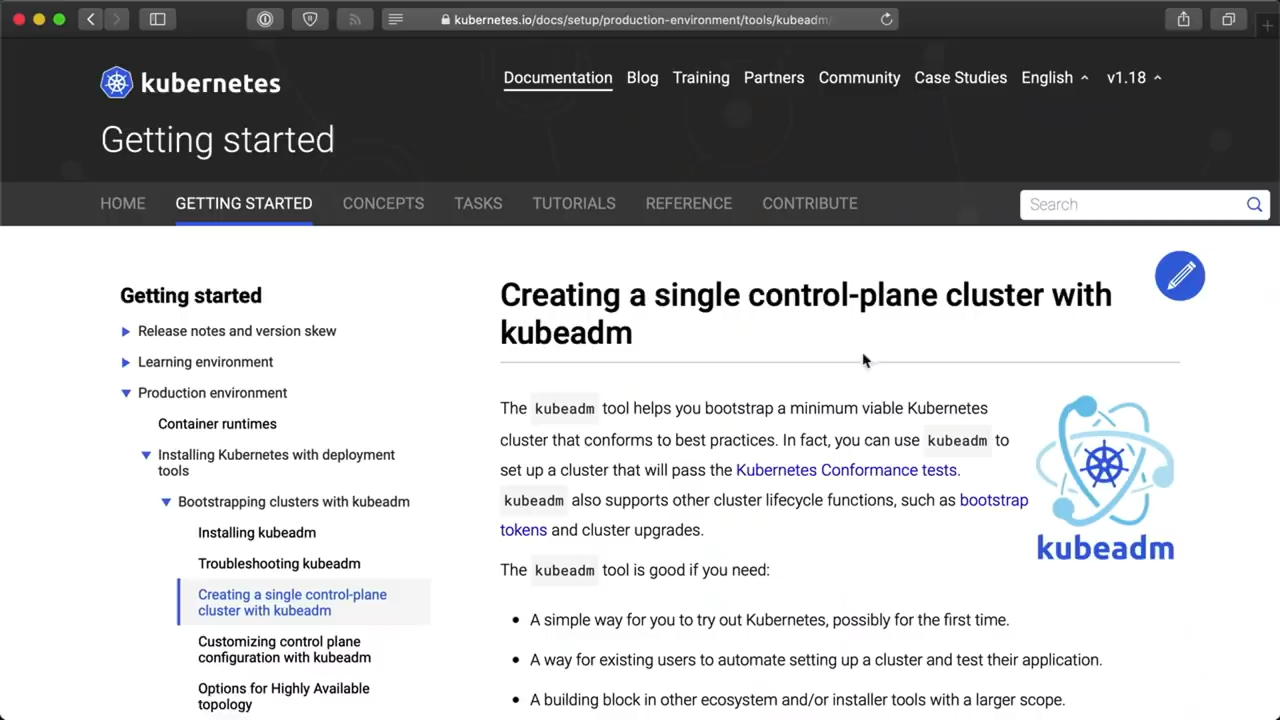 kubernetes.io/docs/setup/production-environment/tools/kubeadm/
kubernetes
Documentation Blog Training Partners Community Case Studies English v1.18
Getting started
HOME GETTING STARTED CONCEPTS TASKS TUTORIALS REFERENCE CONTRIBUTE
Search
Getting started
Release notes and version skew
Learning environment
Production environment
Container runtimes
Installing Kubernetes with deployment
tools
Bootstrapping clusters with kubeadm
Installing kubeadm
Troubleshooting kubeadm
Creating a single control-plane
cluster with kubeadm
Customizing control plane
configuration with kubeadm
Options for Highly Available
topology
Creating a single control-plane cluster with
kubeadm
The kubeadm tool helps you bootstrap a minimum viable Kubernetes
cluster that conforms to best practices. In fact, you can use kubeadm to
set up a cluster that will pass the Kubernetes Conformance tests.
kubeadm also supports other cluster lifecycle functions, such as bootstrap
tokens and cluster upgrades.
kubeadm
The kubeadm tool is good if you need:
• A simple way for you to try out Kubernetes, possibly for the first time.
• A way for existing users to automate setting up a cluster and test their application.
• A building block in other ecosystem and/or installer tools with a larger scope.